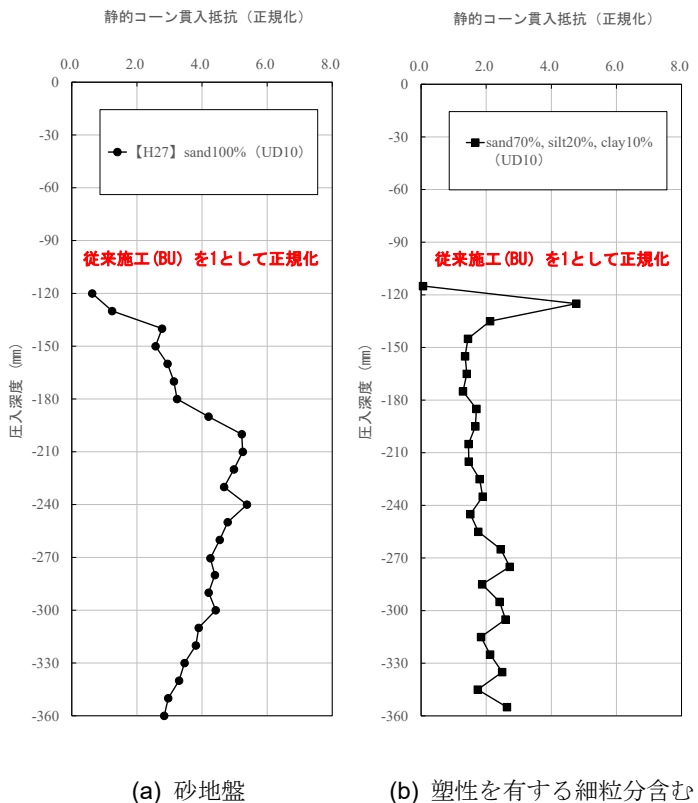 静的コーン貫入抵抗（正規化）
0.0 2.0 4.0 6.0 8.0
0
-30
-60
-90
-120
-150
-180
-210
-240
-270
-300
-330
-360
圧入深度（㎜）
【H27】sand100%（UD10）
従来施工(BU) を1として正規化
(a) 砂地盤
静的コーン貫入抵抗（正規化）
0.0 2.0 4.0 6.0 8.0
0
-30
-60
-90
-120
-150
-180
-210
-240
-270
-300
-330
-360
圧入深度（㎜）
sand70%, silt20%, clay10%
（UD10）
従来施工(BU) を1として正規化
(b) 塑性を有する細粒分含む